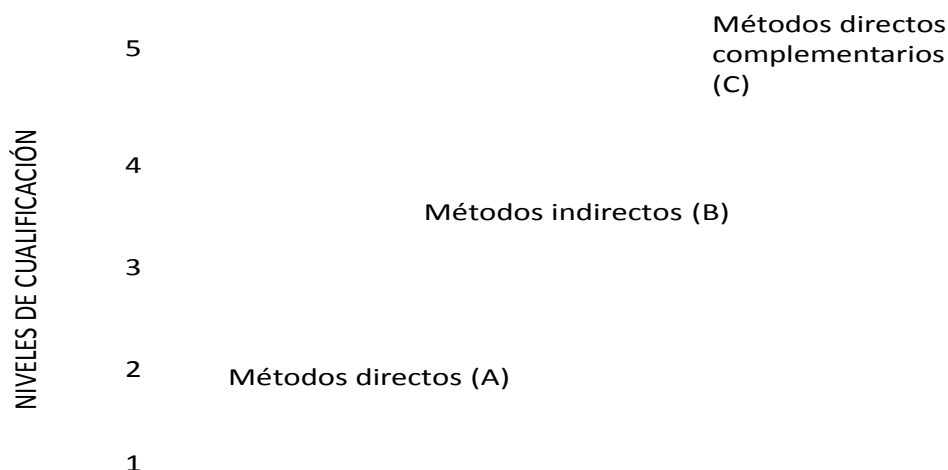 Métodos directos
complementarios
(C)
5
4
Métodos indirectos (B)
3
2
Métodos directos (A)
1
NIVELES DE CUALIFICACIÓN